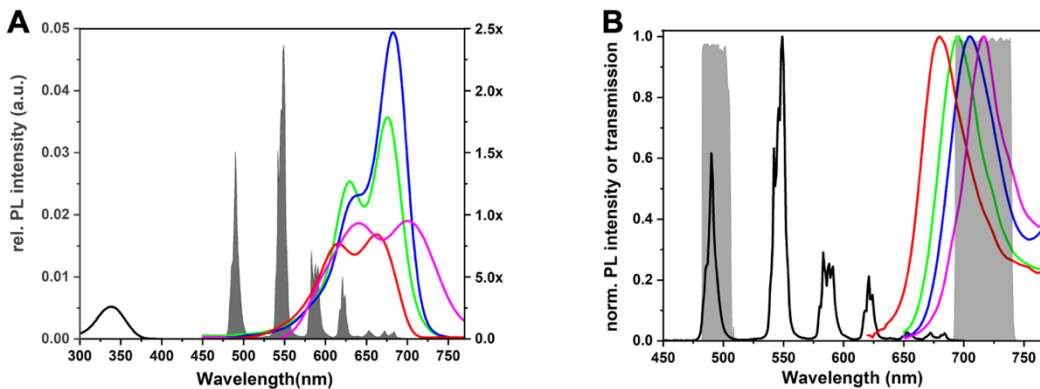 A
B
rel. PL intensity (a.u.)
0.05
0.04
0.03
0.02
0.01
0.00
2.5x
2.0x
1.5x
1.0x
5.0x
0.0
300 350 400 450 500 550 600 650 700 750
Wavelength(nm)
norm. PL intensity or transmission
1.0
0.8
0.6
0.4
0.2
0.0
450 500 550 600 650 700 750
Wavelength (nm)